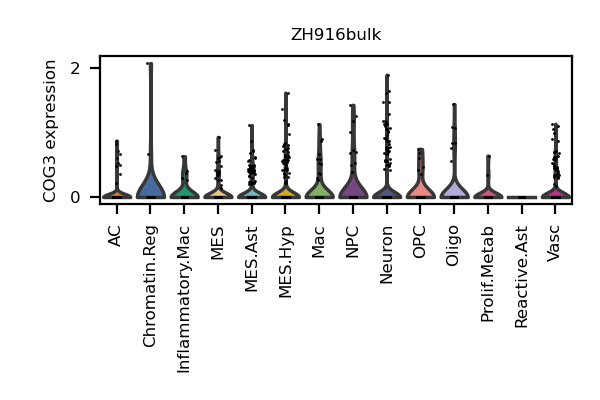 ZH916bulk
COG3 expression
2
0
AC
Chromatin.Reg
Inflammatory.Mac
MES
MES.Ast
MES.Hyp
Mac
NPC
Neuron
OPC
Oligo
Prolif.Metab
Reactive.Ast
Vasc